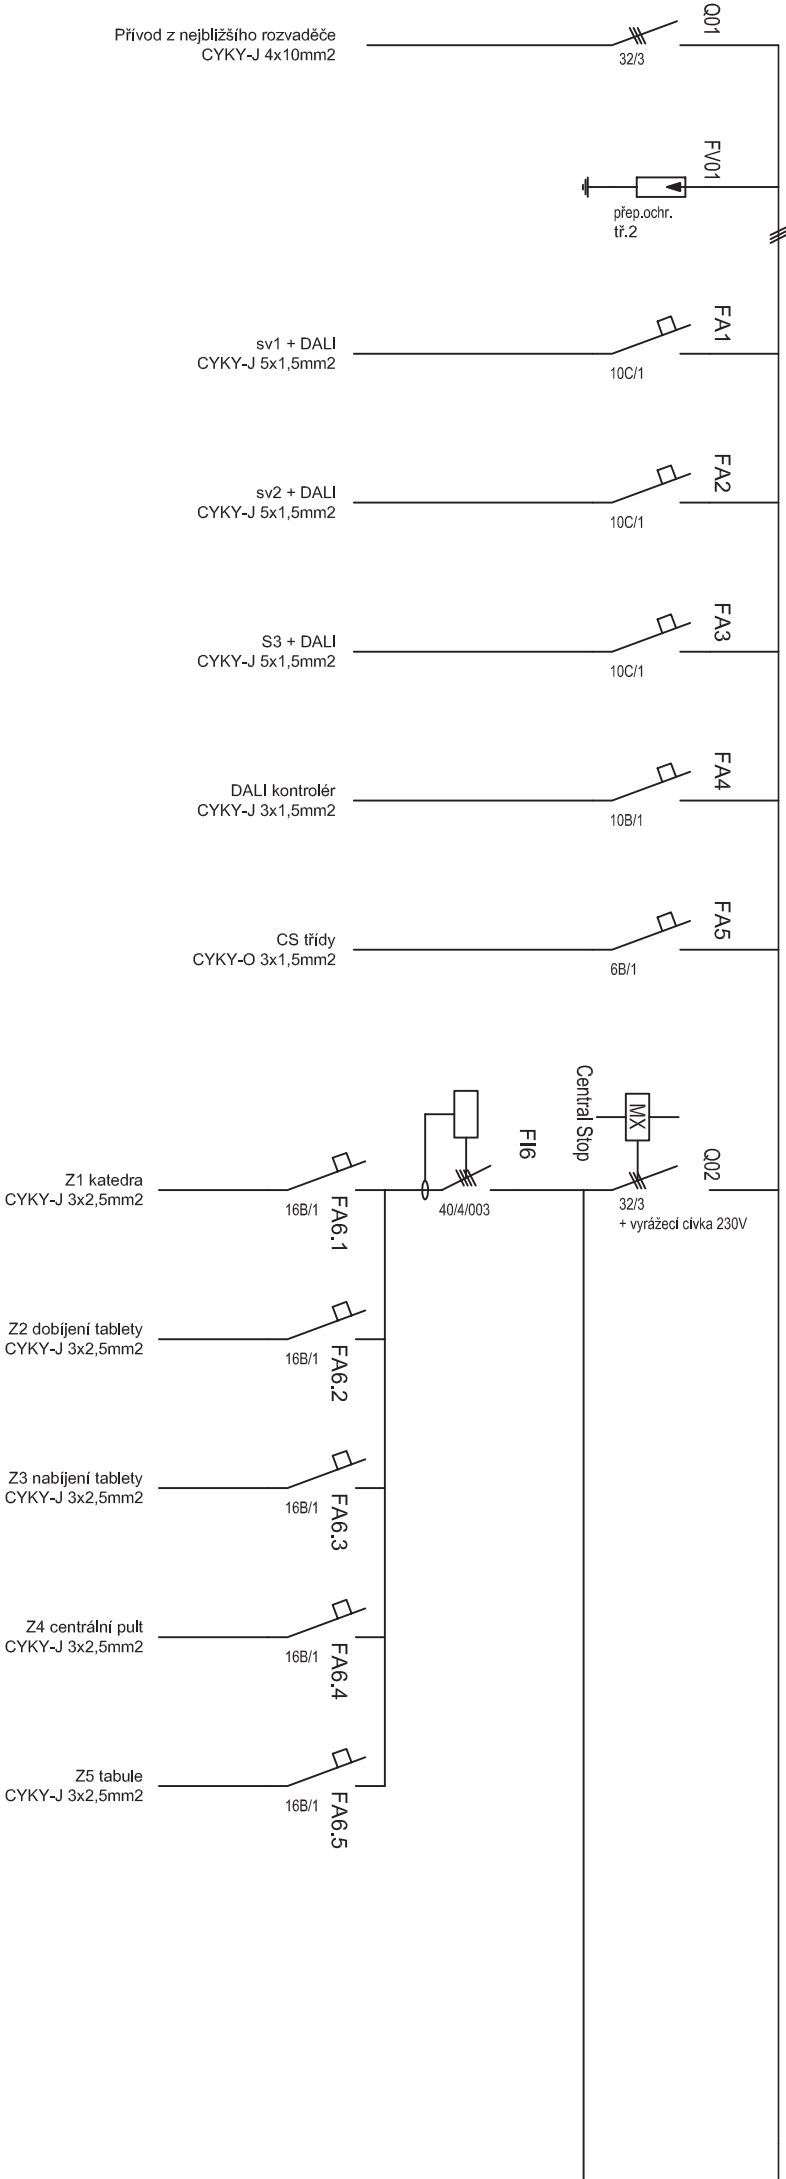 Q01
Přívod z nejbližšího rozvaděče
CYKY-J 4x10mm2
32/3
FV01
přep.ochr.
tř.2
FA1
sv1 + DALI
CYKY-J 5x1,5mm2
10C/1
FA2
sv2 + DALI
CYKY-J 5x1,5mm2
10C/1
FA3
S3 + DALI
CYKY-J 5x1,5mm2
10C/1
FA4
DALI kontrolér
CYKY-J 3x1,5mm2
10B/1
FA5
CS třídy
CYKY-O 3x1,5mm2
6B/1
Central Stop
MX
FI6
Q02
Z1 katedra
CYKY-J 3x2,5mm2
16B/1
FA6.1
40/4/003
32/3
+ vyrážecí cívka 230V
Z2 dobíjení tablety
CYKY-J 3x2,5mm2
16B/1
FA6.2
Z3 nabíjení tablety
CYKY-J 3x2,5mm2
16B/1
FA6.3
Z4 centrální pult
CYKY-J 3x2,5mm2
16B/1
FA6.4
Z5 tabule
CYKY-J 3x2,5mm2
16B/1
FA6.5